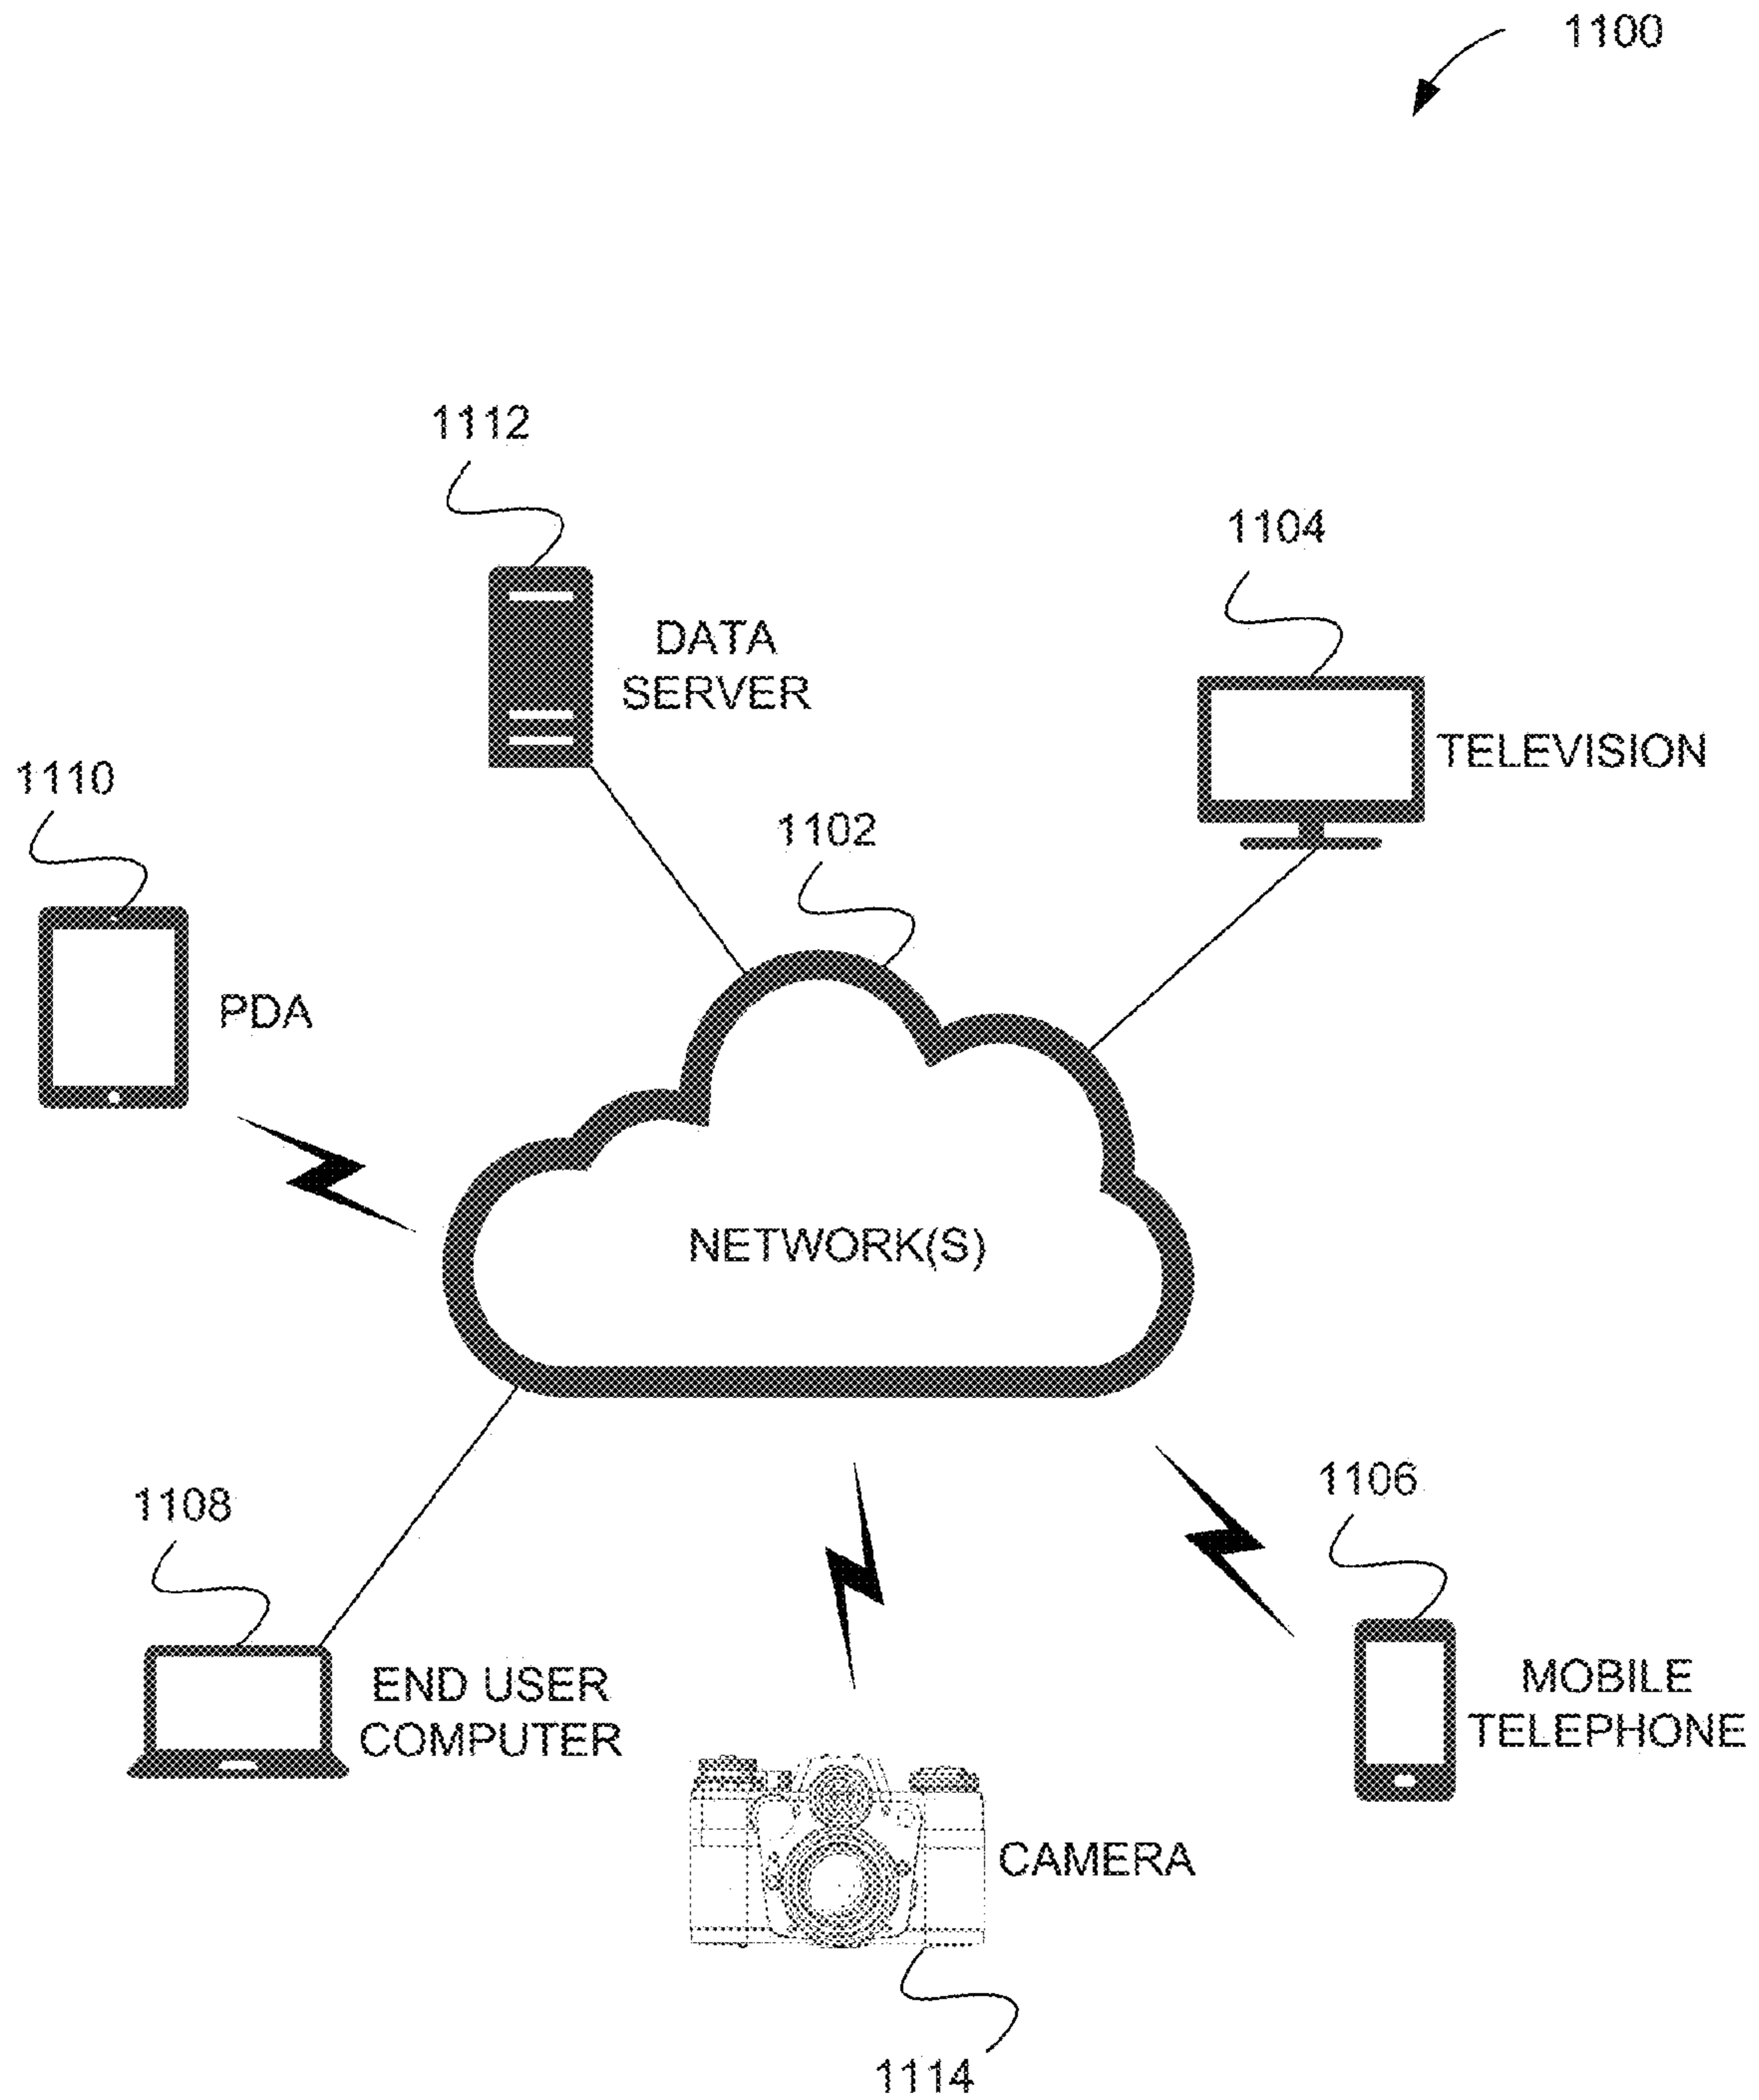 1100
1112
1104
DATA
SERVER
TELEVISION
1110
1102
PDA
NETWORK(S)
1108
1106
END USER
COMPUTER
MOBILE
TELEPHONE
CAMERA
1114